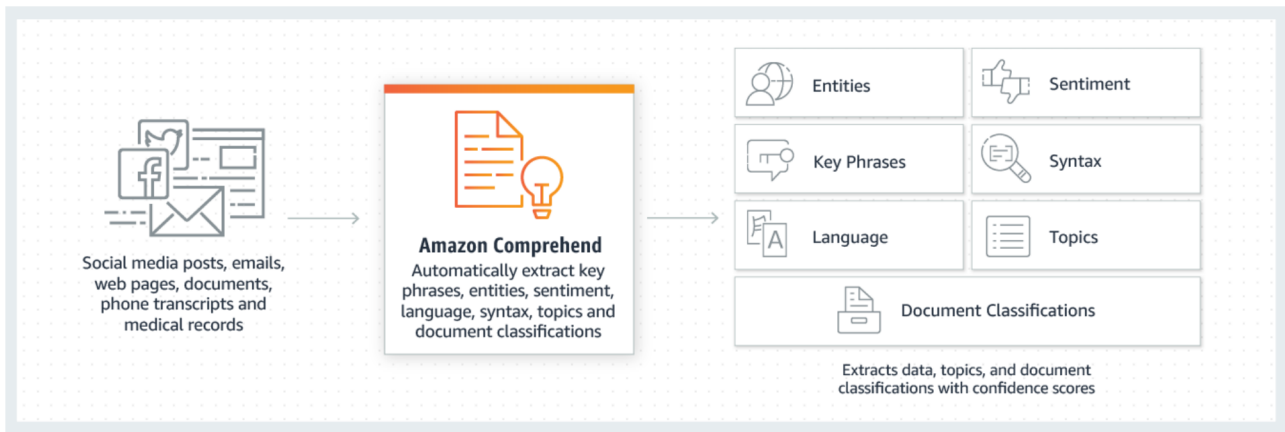 Social media posts, emails,
web pages, documents,
phone transcripts and
medical records
Amazon Comprehend
Automatically extract key
phrases, entities, sentiment,
language, syntax, topics and
document classifications
Entities
Sentiment
Key Phrases
Syntax
Language
A
Topics
Document Classifications
Extracts data, topics, and document
classifications with confidence scores